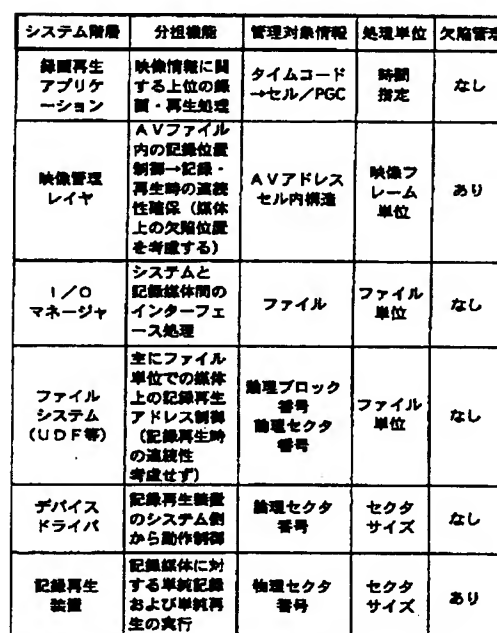 システム階層 分担機能 管理対象情報 処理単位 欠陥管理
録画再生
アプリケ
ーション
映像情報に関
する上位の録
画・再生処理
タイムコード
→セル/PGC
時間
指定
なし
映像管理
レイヤ
AVファイル
内の記録位置
制御→記録・
再生時の連続
性確保(媒体
上の欠陥位置
を考慮する)
AVアドレス
セル内構造
映像フ
レーム
単位
あり
I/O
マネージャ
システムと
記録媒体間の
インターフェ
ース処理
ファイル
ファイル
単位
なし
ファイル
システム
(UDF等)
主にファイル
単位での媒体
上の記録再生
アドレス制御
(記録再生時
の連続性
考慮せず)
論理ブロック
番号
論理セクタ
番号
ファイル
単位
なし
デバイス
ドライバ
記録再生装置
のシステム側
から動作制御
論理セクタ
番号
セクタ
サイズ
なし
記録再生
装置
記録媒体に対
する単純記録
および単純再
生の実行
物理セクタ
番号
セクタ
サイズ
あり